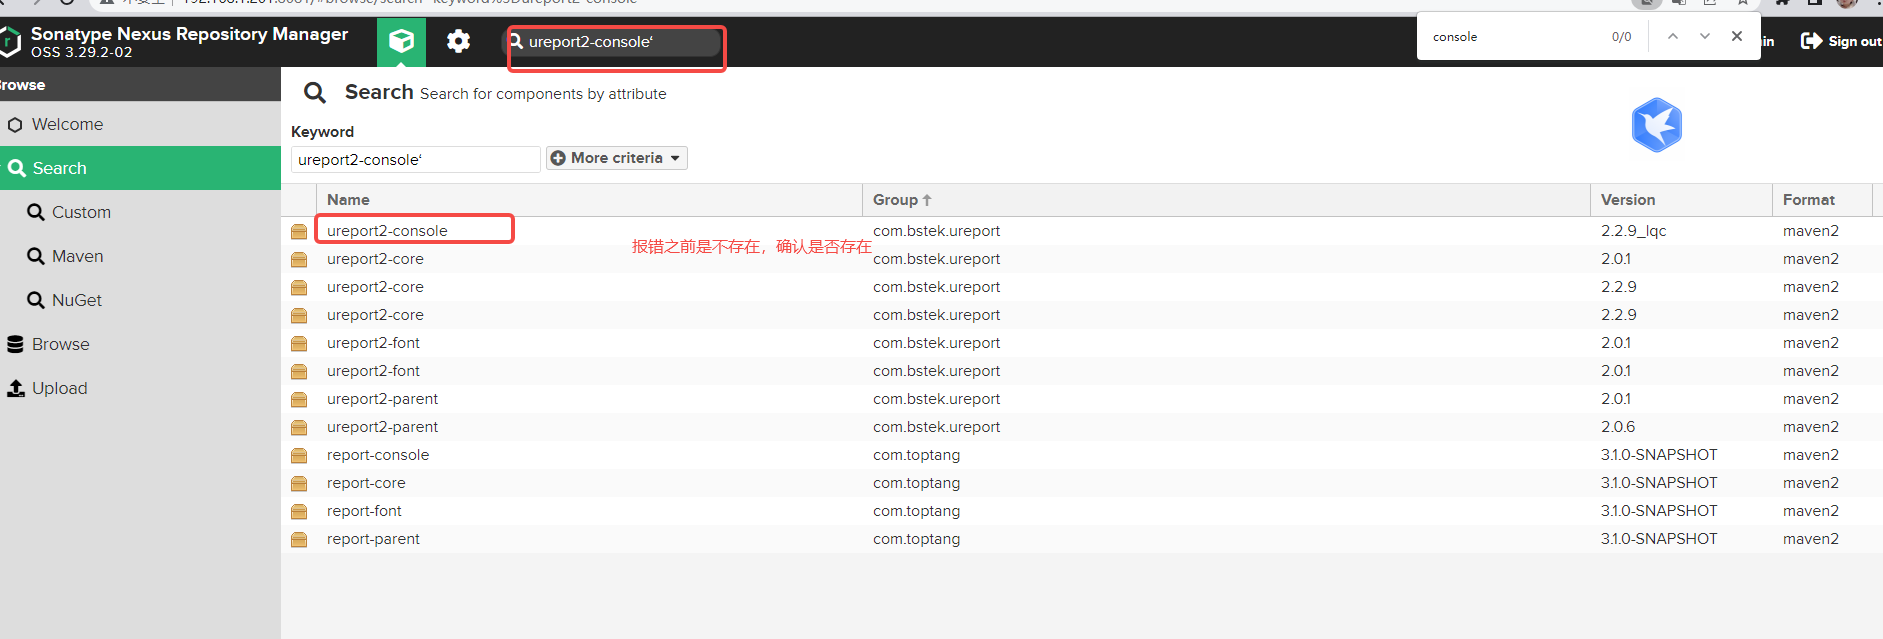 Sonatype Nexus Repository Manager
OSS 3.29.2-02
ureport2-console‘
console
0/0
in
Sign out
Browse
Search Search for components by attribute
Welcome
Search
Custom
Maven
NuGet
Browse
Upload
Keyword
ureport2-console‘
More criteria
Name Group Version Format
ureport2-console com.bstek.ureport 2.2.9_lqc maven2
报错之前是不存在，确认是否存在
ureport2-core com.bstek.ureport 2.0.1 maven2
ureport2-core com.bstek.ureport 2.2.9 maven2
ureport2-core com.bstek.ureport 2.2.9 maven2
ureport2-font com.bstek.ureport 2.0.1 maven2
ureport2-font com.bstek.ureport 2.0.1 maven2
ureport2-parent com.bstek.ureport 2.0.1 maven2
ureport2-parent com.bstek.ureport 2.0.6 maven2
report-console com.toptang 3.1.0-SNAPSHOT maven2
report-core com.toptang 3.1.0-SNAPSHOT maven2
report-font com.toptang 3.1.0-SNAPSHOT maven2
report-parent com.toptang 3.1.0-SNAPSHOT maven2